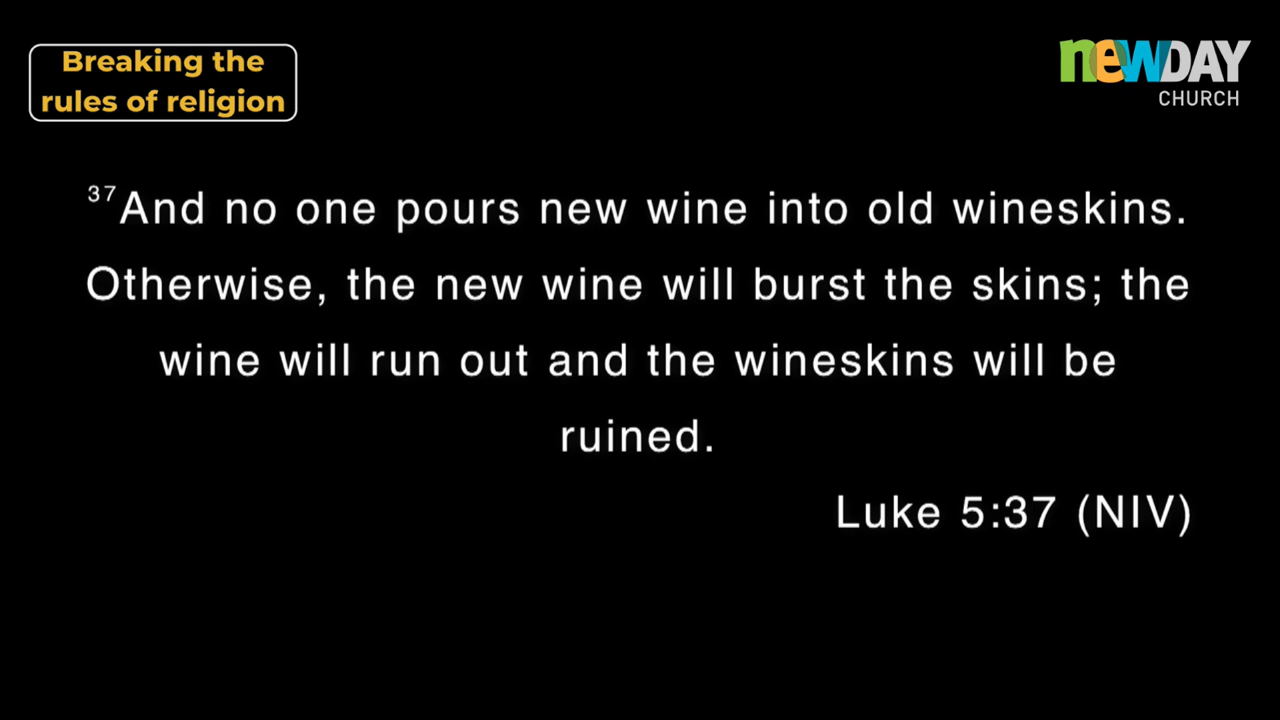 Breaking the
rules of religion
newDAY
CHURCH
37And no one pours new wine into old wineskins.
Otherwise, the new wine will burst the skins; the
wine will run out and the wineskins will be
ruined.
Luke 5:37 (NIV)